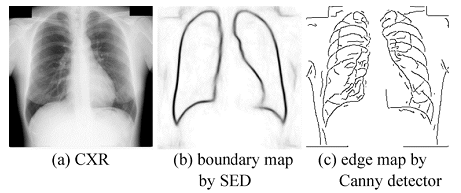 (a) CXR
(b) boundary map
by SED
(c) edge map by
Canny detector